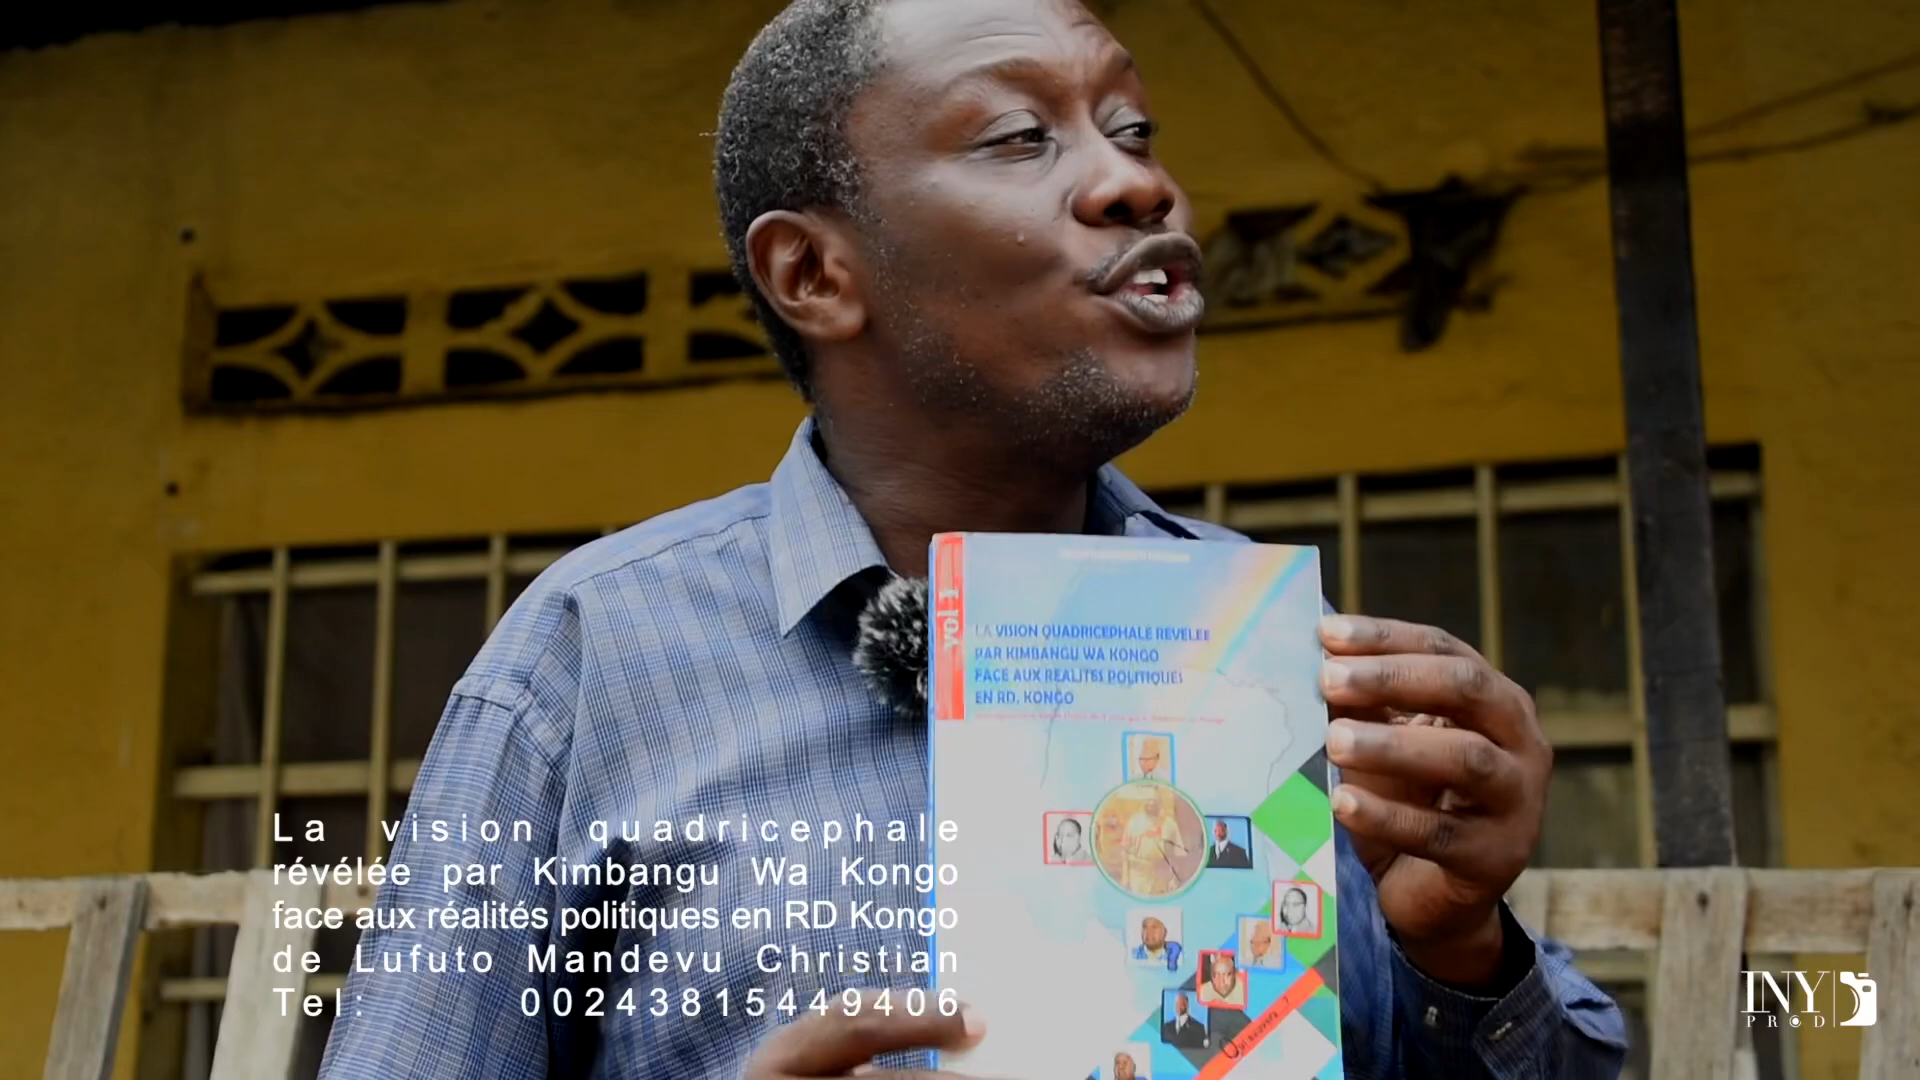 vol 1
LA VISION QUADRICEPHALE REVELEE
PAR KIMBANGU WA KONGO
FACE AUX REALITES POLITIQUES
EN RD. KONGO
La vision quadricephale
révélée par Kimbangu Wa Kongo
face aux réalités politiques en RD Kongo
de Lufuto Mandevu Christian
Tel: 00243815449406
INY
PROD